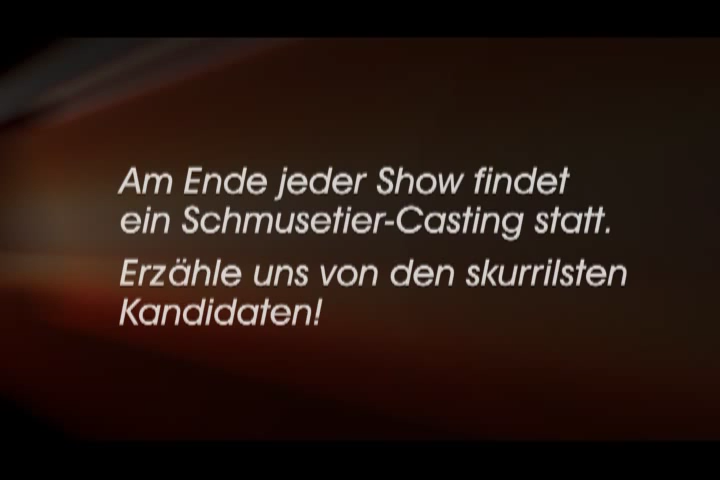 Am Ende jeder Show findet
ein Schmusetier-Casting statt.
Erzähle uns von den skurrilsten
Kandidaten!